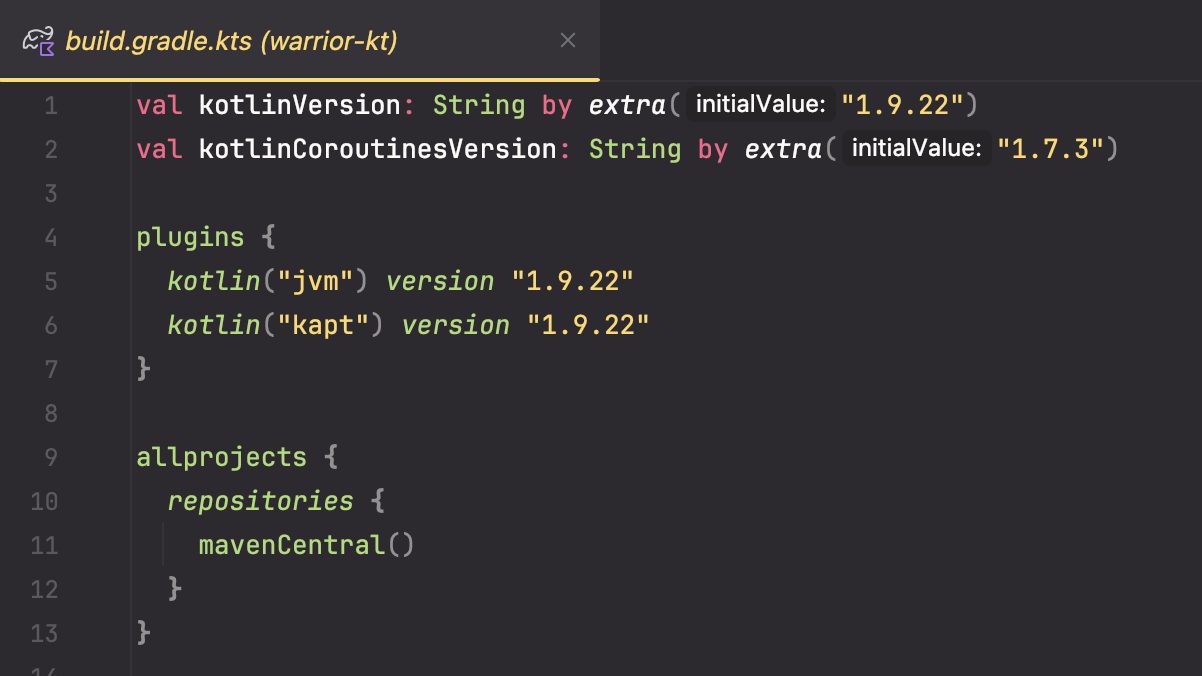 build.gradle.kts (warrior-kt)
1 val kotlinVersion: String by extra( initialValue: "1.9.22")
2 val kotlinCoroutinesVersion: String by extra( initialValue: "1.7.3")
3
4 plugins {
5 kotlin("jvm") version "1.9.22"
6 kotlin("kapt") version "1.9.22"
7 }
8
9 allprojects {
10 repositories {
11 mavenCentral()
12 }
13 }